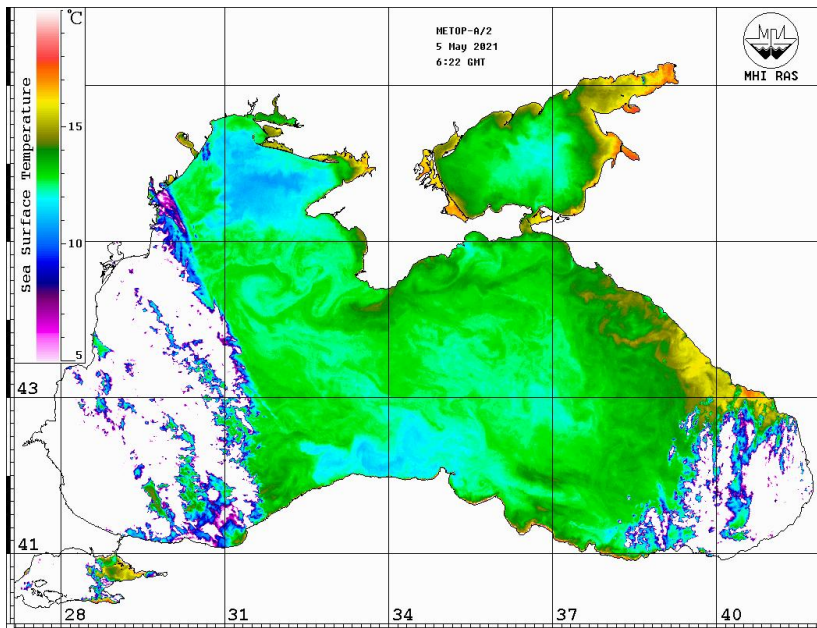 °C
METOP-A/2
5 May 2021
6:22 GMT
MHI RAS
Sea Surface Temperature
15
10
5
43
41
28
31
34
37
40